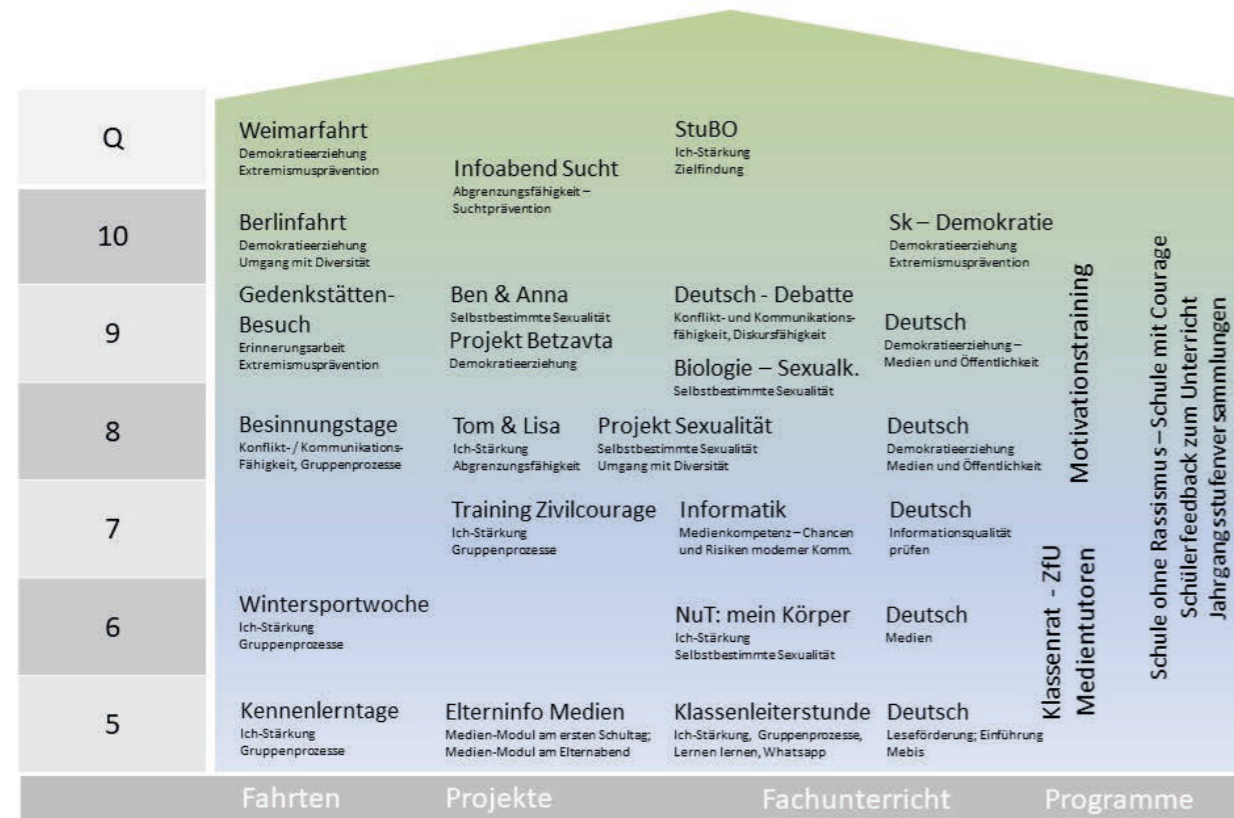 Q
Weimarfahrt
Demokratieerziehung
Extremismusprävention
Infoabend Sucht
Abgrenzungsfähigkeit –
Suchtprävention
StuBO
Ich-Stärkung
Zielfindung
10
Berlinfahrt
Demokratieerziehung
Umgang mit Diversität
Sk – Demokratie
Demokratieerziehung
Extremismusprävention
9
Gedenkstätten-
Besuch
Erinnerungsarbeit
Extremismusprävention
Ben & Anna
Selbstbestimmte Sexualität
Projekt Betzavta
Demokratieerziehung
Deutsch - Debatte
Konflikt- und Kommunikations-
fähigkeit, Diskursfähigkeit
Biologie – Sexualk.
Selbstbestimmte Sexualität
Deutsch
Demokratieerziehung –
Medien und Öffentlichkeit
8
Besinnungstage
Konflikt- / Kommunikations-
Fähigkeit, Gruppenprozesse
Tom & Lisa
Ich-Stärkung
Abgrenzungsfähigkeit
Projekt Sexualität
Selbstbestimmte Sexualität
Umgang mit Diversität
Deutsch
Demokratieerziehung
Medien und Öffentlichkeit
7
Training Zivilcourage
Ich-Stärkung
Gruppenprozesse
Informatik
Medienkompetenz – Chancen
und Risiken moderner Komm.
Deutsch
Informationsqualität
prüfen
6
Wintersportwoche
Ich-Stärkung
Gruppenprozesse
NuT: mein Körper
Ich-Stärkung
Selbstbestimmte Sexualität
Deutsch
Medien
5
Kennenlerntage
Ich-Stärkung
Gruppenprozesse
Elterninfo Medien
Medien-Modul am ersten Schultag;
Medien-Modul am Elternabend
Klassenleiterstunde
Ich-Stärkung, Gruppenprozesse,
Lernen lernen, Whatsapp
Deutsch
Leseförderung; Einführung
Mebis
Klassenrat - ZfU
Medientutoren
Motivationstraining
Schule ohne Rassismus – Schule mit Courage
Schülerfeedback zum Unterricht
Jahrgangsstufenversammlungen
Fahrten
Projekte
Fachunterricht
Programme